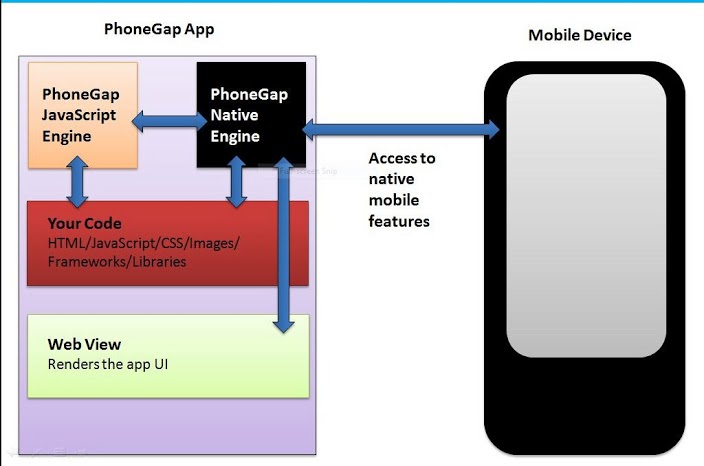 PhoneGap App
Mobile Device
PhoneGap
JavaScript
Engine
PhoneGap
Native
Engine
Access to
native
mobile
features
Your Code
HTML/JavaScript/CSS/Images/
Frameworks/Libraries
Web View
Renders the app UI